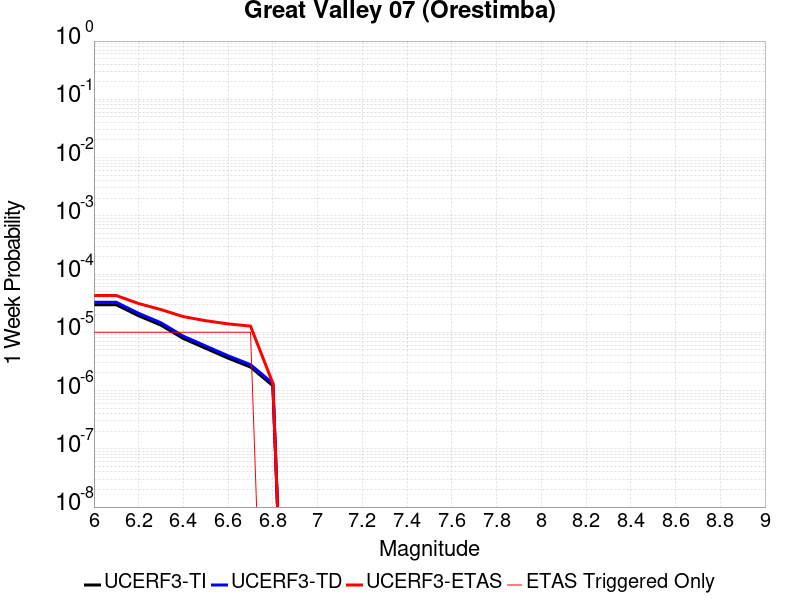 Great Valley 07 (Orestimba)
10^0
10^-1
10^-2
10^-3
10^-4
10^-5
10^-6
10^-7
10^-8
1 Week Probability
6 6.2 6.4 6.6 6.8 7 7.2 7.4 7.6 7.8 8 8.2 8.4 8.6 8.8 9
Magnitude
UCERF3-TI UCERF3-TD UCERF3-ETAS ETAS Triggered Only